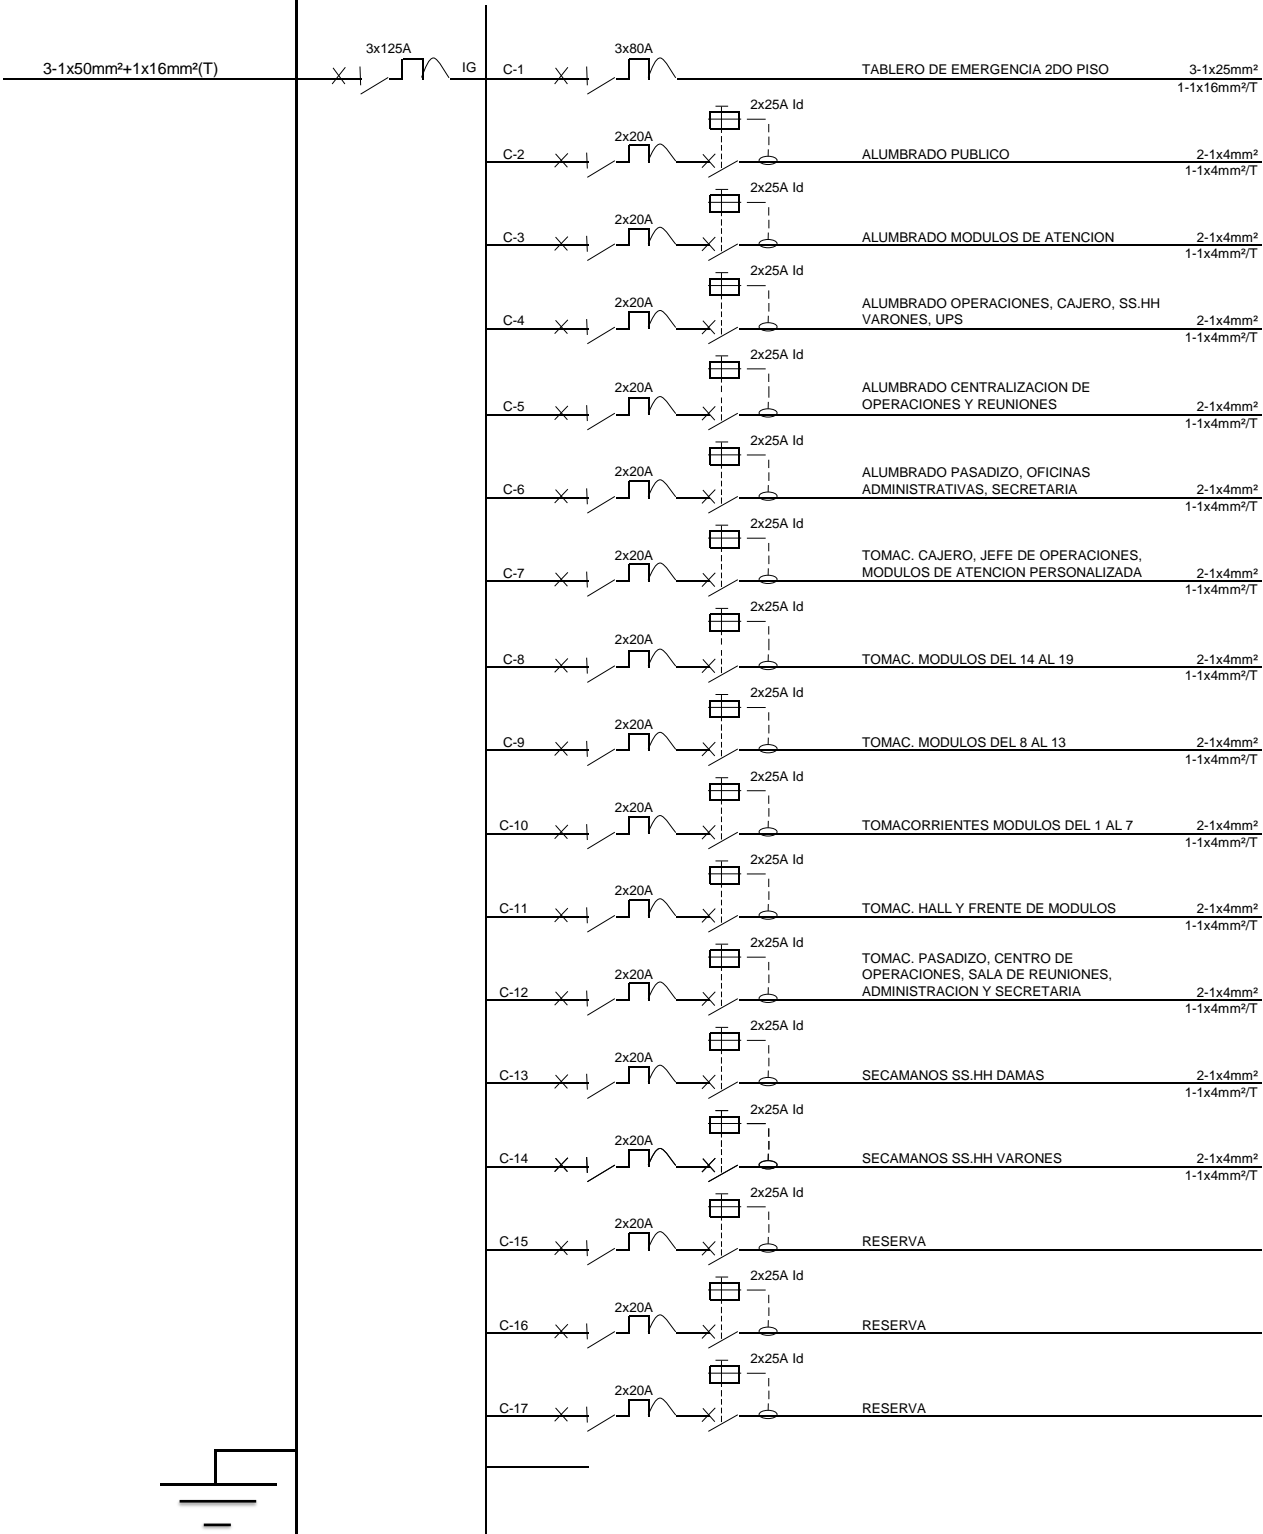 3x125A
3-1x50mm²+1x16mm²(T)
IG
C-1
3x80A
TABLERO DE EMERGENCIA 2DO PISO
3-1x25mm²
1-1x16mm²/T
2x25A Id
2x20A
C-2
ALUMBRADO PUBLICO
2-1x4mm²
1-1x4mm²/T
2x25A Id
2x20A
C-3
ALUMBRADO MODULOS DE ATENCION
2-1x4mm²
1-1x4mm²/T
2x25A Id
2x20A
C-4
ALUMBRADO OPERACIONES, CAJERO, SS.HH
VARONES, UPS
2-1x4mm²
1-1x4mm²/T
2x25A Id
2x20A
C-5
ALUMBRADO CENTRALIZACION DE
OPERACIONES Y REUNIONES
2-1x4mm²
1-1x4mm²/T
2x25A Id
2x20A
C-6
ALUMBRADO PASADIZO, OFICINAS
ADMINISTRATIVAS, SECRETARIA
2-1x4mm²
1-1x4mm²/T
2x25A Id
2x20A
C-7
TOMAC. CAJERO, JEFE DE OPERACIONES,
MODULOS DE ATENCION PERSONALIZADA
2-1x4mm²
1-1x4mm²/T
2x25A Id
2x20A
C-8
TOMAC. MODULOS DEL 14 AL 19
2-1x4mm²
1-1x4mm²/T
2x25A Id
2x20A
C-9
TOMAC. MODULOS DEL 8 AL 13
2-1x4mm²
1-1x4mm²/T
2x25A Id
2x20A
C-10
TOMACORRIENTES MODULOS DEL 1 AL 7
2-1x4mm²
1-1x4mm²/T
2x25A Id
2x20A
C-11
TOMAC. HALL Y FRENTE DE MODULOS
2-1x4mm²
1-1x4mm²/T
2x25A Id
2x20A
C-12
TOMAC. PASADIZO, CENTRO DE
OPERACIONES, SALA DE REUNIONES,
ADMINISTRACION Y SECRETARIA
2-1x4mm²
1-1x4mm²/T
2x25A Id
2x20A
C-13
SECAMANOS SS.HH DAMAS
2-1x4mm²
1-1x4mm²/T
2x25A Id
2x20A
C-14
SECAMANOS SS.HH VARONES
2-1x4mm²
1-1x4mm²/T
2x25A Id
2x20A
C-15
RESERVA
2x25A Id
2x20A
C-16
RESERVA
2x25A Id
2x20A
C-17
RESERVA